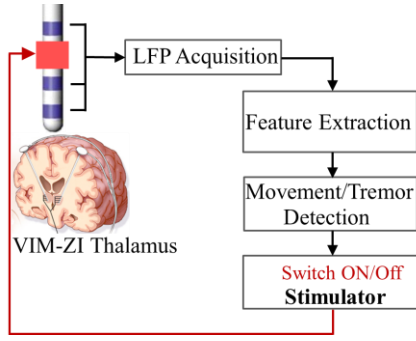 LFP Acquisition
Feature Extraction
Movement/Tremor
Detection
VIM-ZI Thalamus
Switch ON/Off
Stimulator